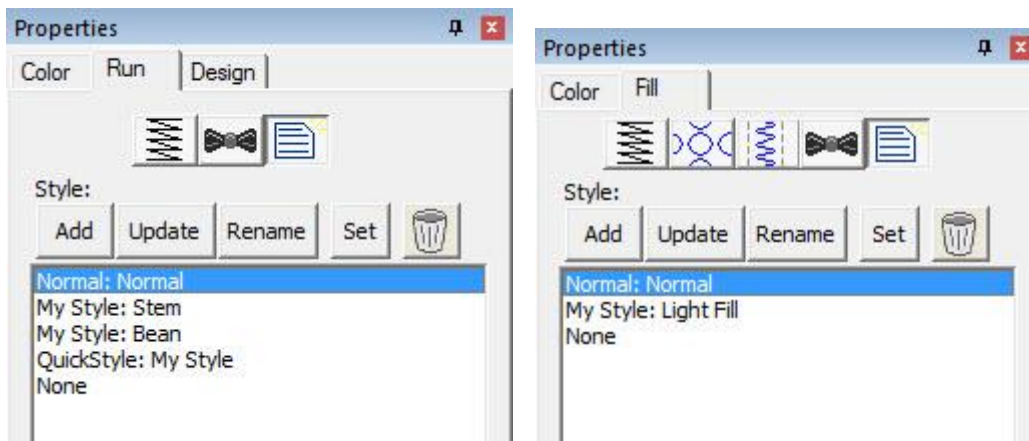 Properties
Color Run Design
Style:
Add Update Rename Set
Normal: Normal
My Style: Stem
My Style: Bean
QuickStyle: My Style
None
Properties
Color Fill
Style:
Add Update Rename Set
Normal: Normal
My Style: Light Fill
None